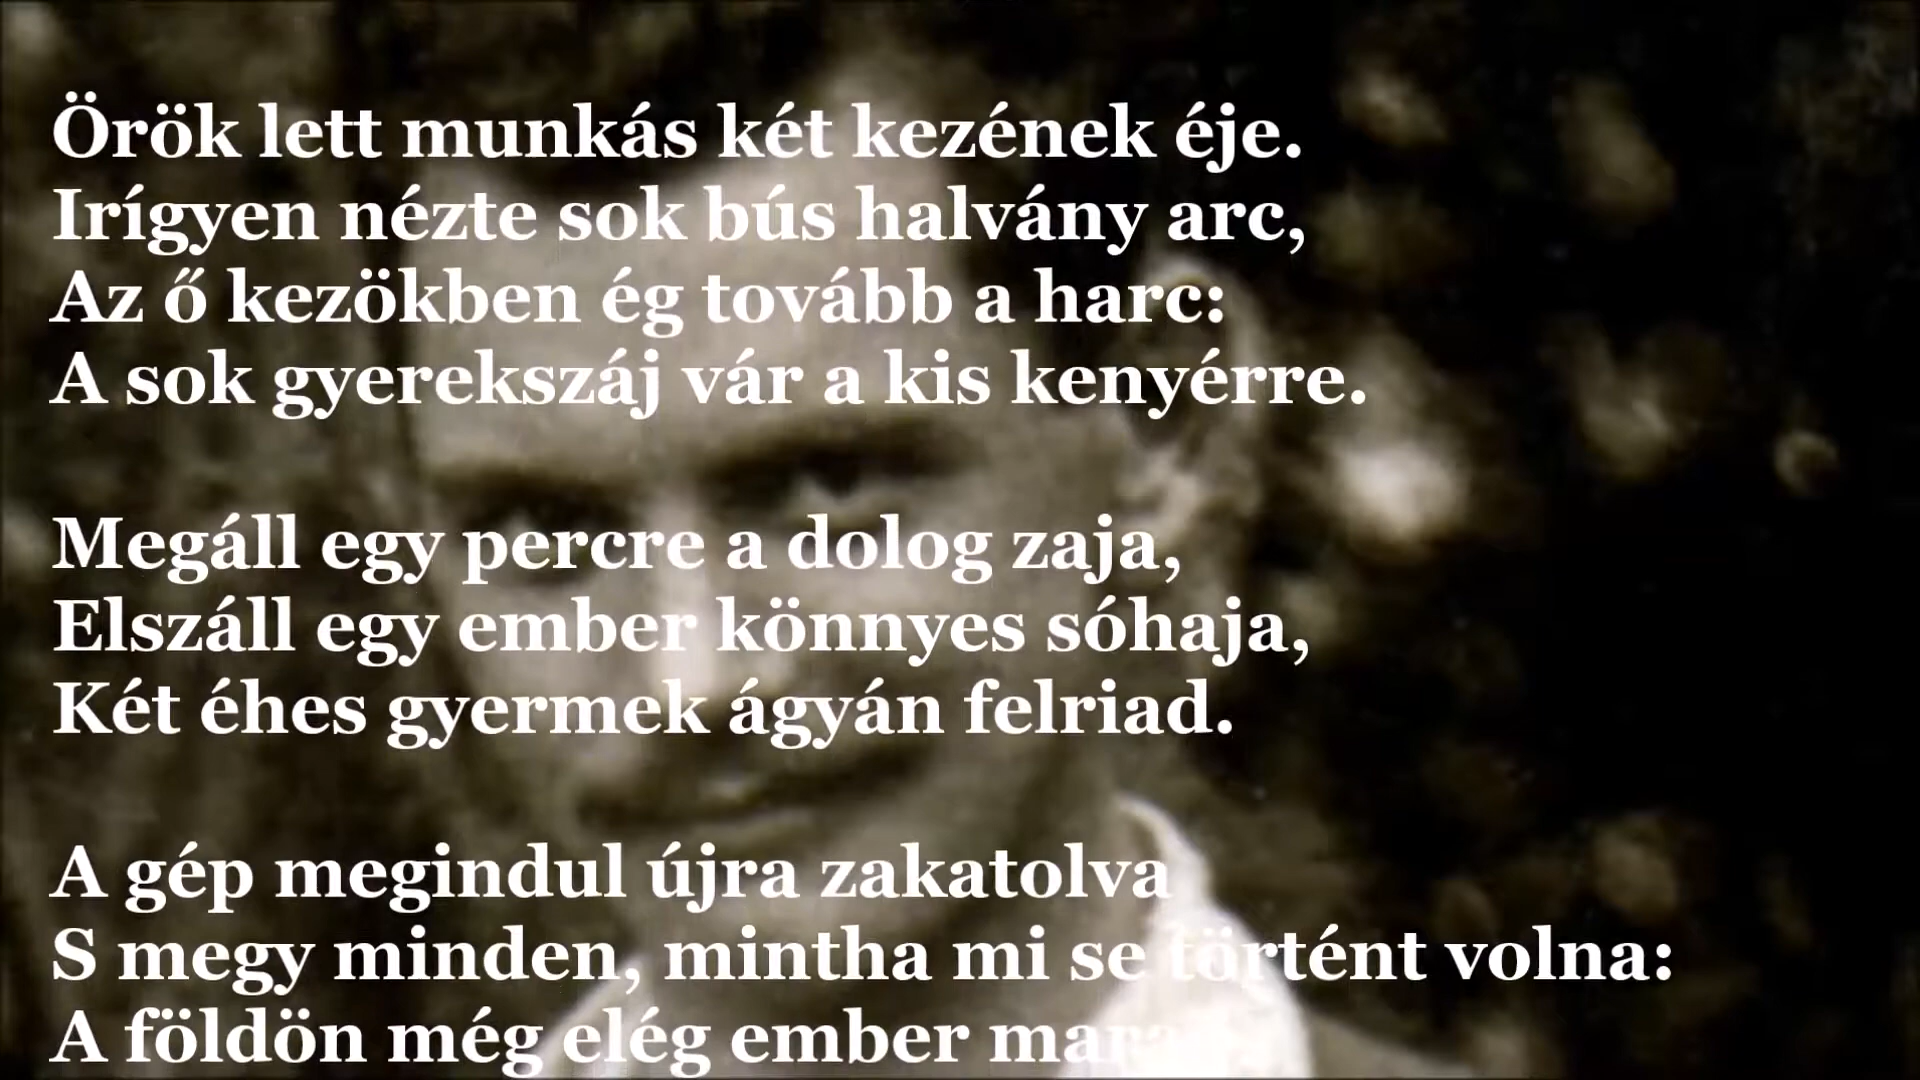 Örök lett munkás két kezének éje.
Irígyen nézte sok bús halvány arc,
Az ő kezökben ég tovább a harc:
A sok gyerekszáj vár a kis kenyérre.
Megáll egy percre a dolog zaja,
Elszáll egy ember könnyes sóhaja,
Két éhes gyermek ágyán felriad.
A gép megindul újra zakatolva
S megy minden, mintha mi se történt volna:
A földön még elég ember